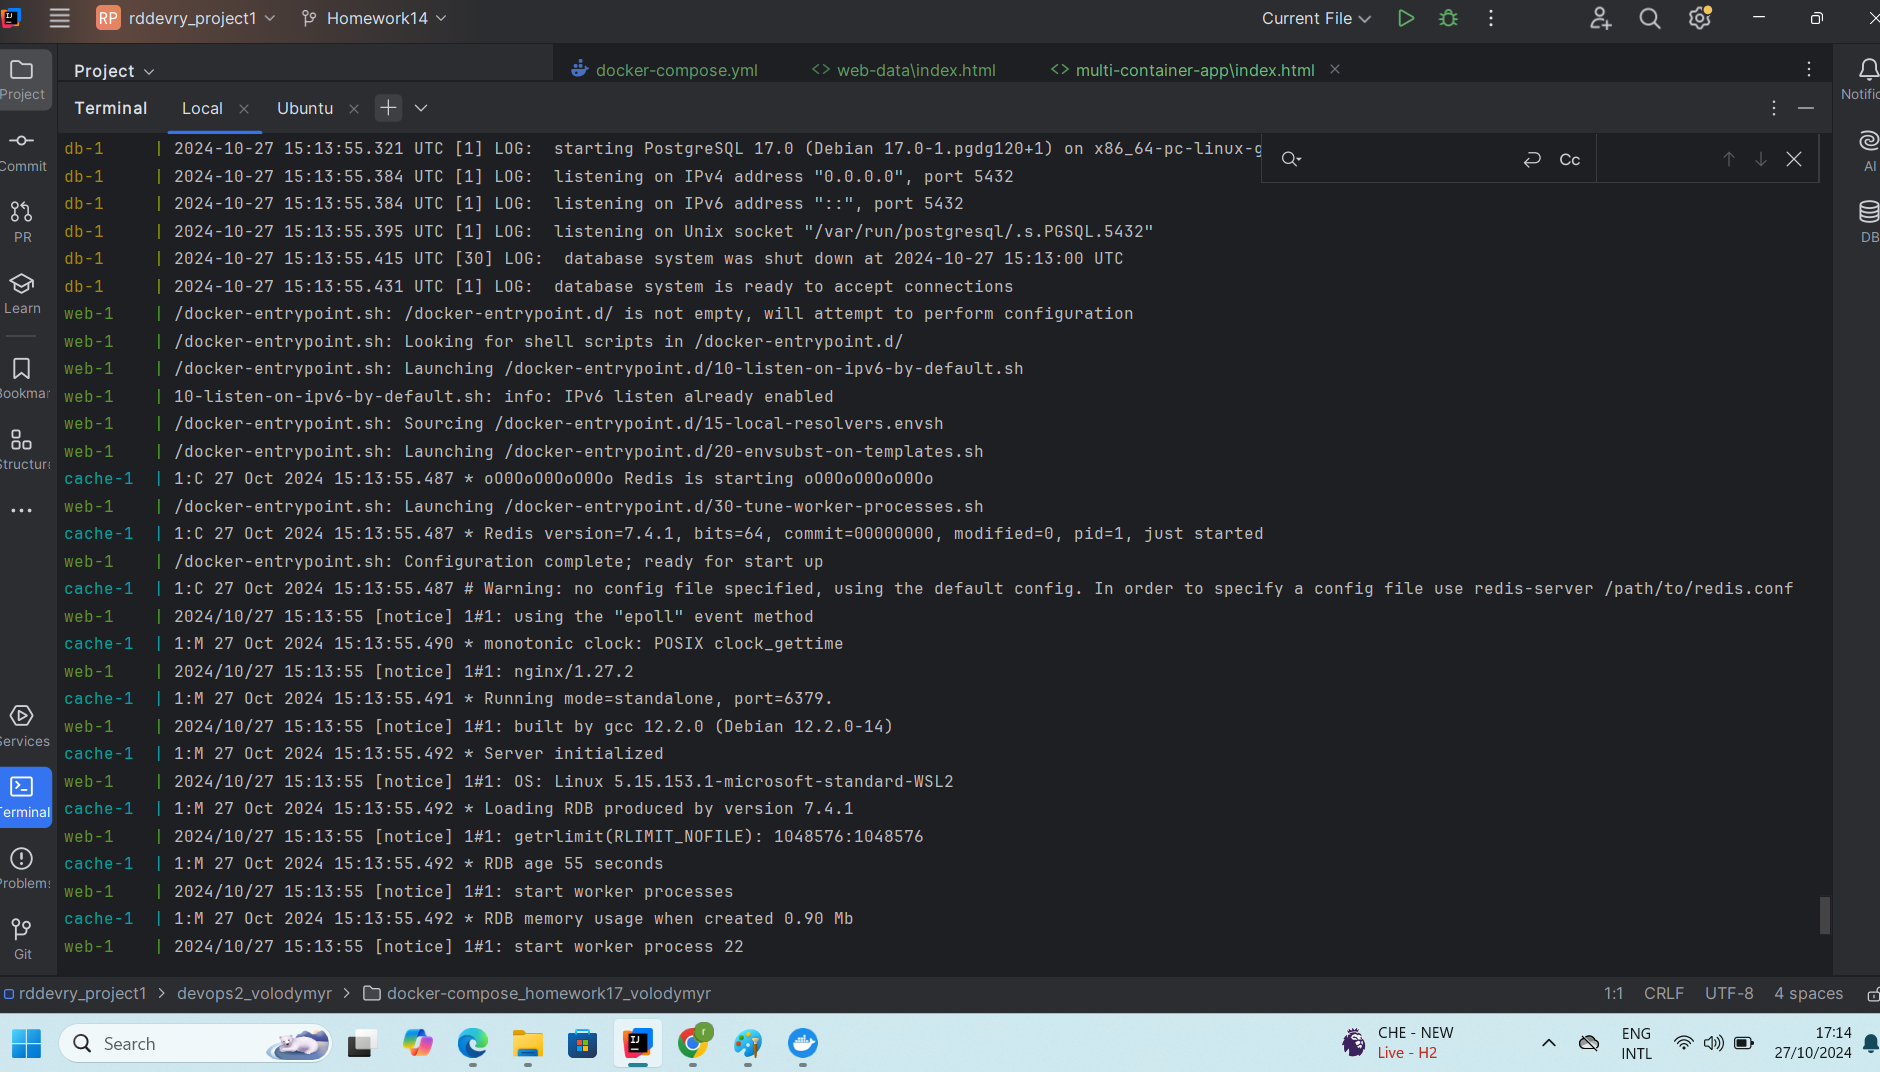 RP rddevry_project1 Homework14 Current File
Project
docker-compose.yml web-data\index.html multi-container-app\index.html
Terminal Local Ubuntu
Cc
db-1 | 2024-10-27 15:13:55.321 UTC [1] LOG:  starting PostgreSQL 17.0 (Debian 17.0-1.pgdg120+1) on x86_64-pc-linux-g
db-1 | 2024-10-27 15:13:55.384 UTC [1] LOG:  listening on IPv4 address "0.0.0.0", port 5432
db-1 | 2024-10-27 15:13:55.384 UTC [1] LOG:  listening on IPv6 address "::", port 5432
db-1 | 2024-10-27 15:13:55.395 UTC [1] LOG:  listening on Unix socket "/var/run/postgresql/.s.PGSQL.5432"
db-1 | 2024-10-27 15:13:55.415 UTC [30] LOG:  database system was shut down at 2024-10-27 15:13:00 UTC
db-1 | 2024-10-27 15:13:55.431 UTC [1] LOG:  database system is ready to accept connections
web-1 | /docker-entrypoint.sh: /docker-entrypoint.d/ is not empty, will attempt to perform configuration
web-1 | /docker-entrypoint.sh: Looking for shell scripts in /docker-entrypoint.d/
web-1 | /docker-entrypoint.sh: Launching /docker-entrypoint.d/10-listen-on-ipv6-by-default.sh
web-1 | 10-listen-on-ipv6-by-default.sh: info: IPv6 listen already enabled
web-1 | /docker-entrypoint.sh: Sourcing /docker-entrypoint.d/15-local-resolvers.envsh
web-1 | /docker-entrypoint.sh: Launching /docker-entrypoint.d/20-envsubst-on-templates.sh
cache-1 | 1:C 27 Oct 2024 15:13:55.487 * oO0OoO0OoO0Oo Redis is starting oO0OoO0OoO0Oo
web-1 | /docker-entrypoint.sh: Launching /docker-entrypoint.d/30-tune-worker-processes.sh
cache-1 | 1:C 27 Oct 2024 15:13:55.487 * Redis version=7.4.1, bits=64, commit=00000000, modified=0, pid=1, just started
web-1 | /docker-entrypoint.sh: Configuration complete; ready for start up
cache-1 | 1:C 27 Oct 2024 15:13:55.487 # Warning: no config file specified, using the default config. In order to specify a config file use redis-server /path/to/redis.conf
web-1 | 2024/10/27 15:13:55 [notice] 1#1: using the "epoll" event method
cache-1 | 1:M 27 Oct 2024 15:13:55.490 * monotonic clock: POSIX clock_gettime
web-1 | 2024/10/27 15:13:55 [notice] 1#1: nginx/1.27.2
cache-1 | 1:M 27 Oct 2024 15:13:55.491 * Running mode=standalone, port=6379.
web-1 | 2024/10/27 15:13:55 [notice] 1#1: built by gcc 12.2.0 (Debian 12.2.0-14)
cache-1 | 1:M 27 Oct 2024 15:13:55.492 * Server initialized
web-1 | 2024/10/27 15:13:55 [notice] 1#1: OS: Linux 5.15.153.1-microsoft-standard-WSL2
cache-1 | 1:M 27 Oct 2024 15:13:55.492 * Loading RDB produced by version 7.4.1
web-1 | 2024/10/27 15:13:55 [notice] 1#1: getrlimit(RLIMIT_NOFILE): 1048576:1048576
cache-1 | 1:M 27 Oct 2024 15:13:55.492 * RDB age 55 seconds
web-1 | 2024/10/27 15:13:55 [notice] 1#1: start worker processes
cache-1 | 1:M 27 Oct 2024 15:13:55.492 * RDB memory usage when created 0.90 Mb
web-1 | 2024/10/27 15:13:55 [notice] 1#1: start worker process 22
Project
Commit
PR
Learn
Bookmar
Structur
Services
Terminal
Problems
Git
Notific
AI
DB
rddevry_project1 > devops2_volodymyr > docker-compose_homework17_volodymyr
1:1 CRLF UTF-8 4 spaces
Search
CHE - NEW
Live - H2
ENG
INTL
17:14
27/10/2024